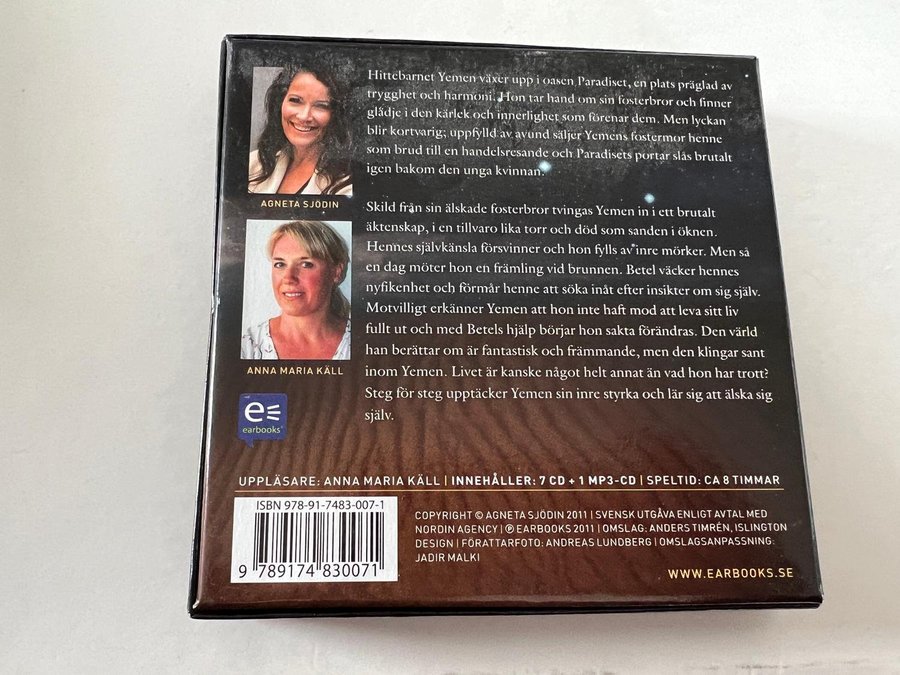 Hittebarnet Yemen växer upp i oasen Paradiset, en plats präglad av
trygghet och harmoni. Hon tar hand om sin fosterbror och finner
glädje i den kärlek och innerlighet som förenar dem. Men lyckan
blir kortvarig; uppfylld av avund säljer Yemens fostermor henne
som brud till en handelsresande och Paradisets portar slås brutalt
igen bakom den unga kvinnan.
AGNETA SJÖDIN
Skild från sin älskade fosterbror tvingas Yemen in i ett brutalt
äktenskap, i en tillvaro lika torr och död som sanden i öknen.
Hennes självkänsla försvinner och hon fylls av inre mörker. Men så
en dag möter hon en främling vid brunnen. Betel väcker hennes
nyfikenhet och förmår henne att söka inåt efter insikter om sig själv.
Motvilligt erkänner Yemen att hon inte haft mod att leva sitt liv
fullt ut och med Betels hjälp börjar hon sakta förändras. Den värld
han berättar om är fantastisk och främmande, men den klingar sant
inom Yemen. Livet är kanske något helt annat än vad hon har trott?
Steg för steg upptäcker Yemen sin inre styrka och lär sig att älska sig
själv.
ANNA MARIA KÄLL
e
earbooks
UPPLÄSARE: ANNA MARIA KÄLL | INNEHÅLLER: 7 CD + 1 MP3-CD | SPELTID: CA 8 TIMMAR
ISBN 978-91-7483-007-1
9 789174 830071
COPYRIGHT © AGNETA SJÖDIN 2011 | SVENSK UTGÅVA ENLIGT AVTAL MED
NORDIN AGENCY | ℗ EARBOOKS 2011 | OMSLAG: ANDERS TIMRÉN, ISLINGTON
DESIGN | FÖRATTARFOTO: ANDREAS LUNDBERG | OMSLAGSANPASSNING:
JADIR MALKI
WWW.EARBOOKS.SE